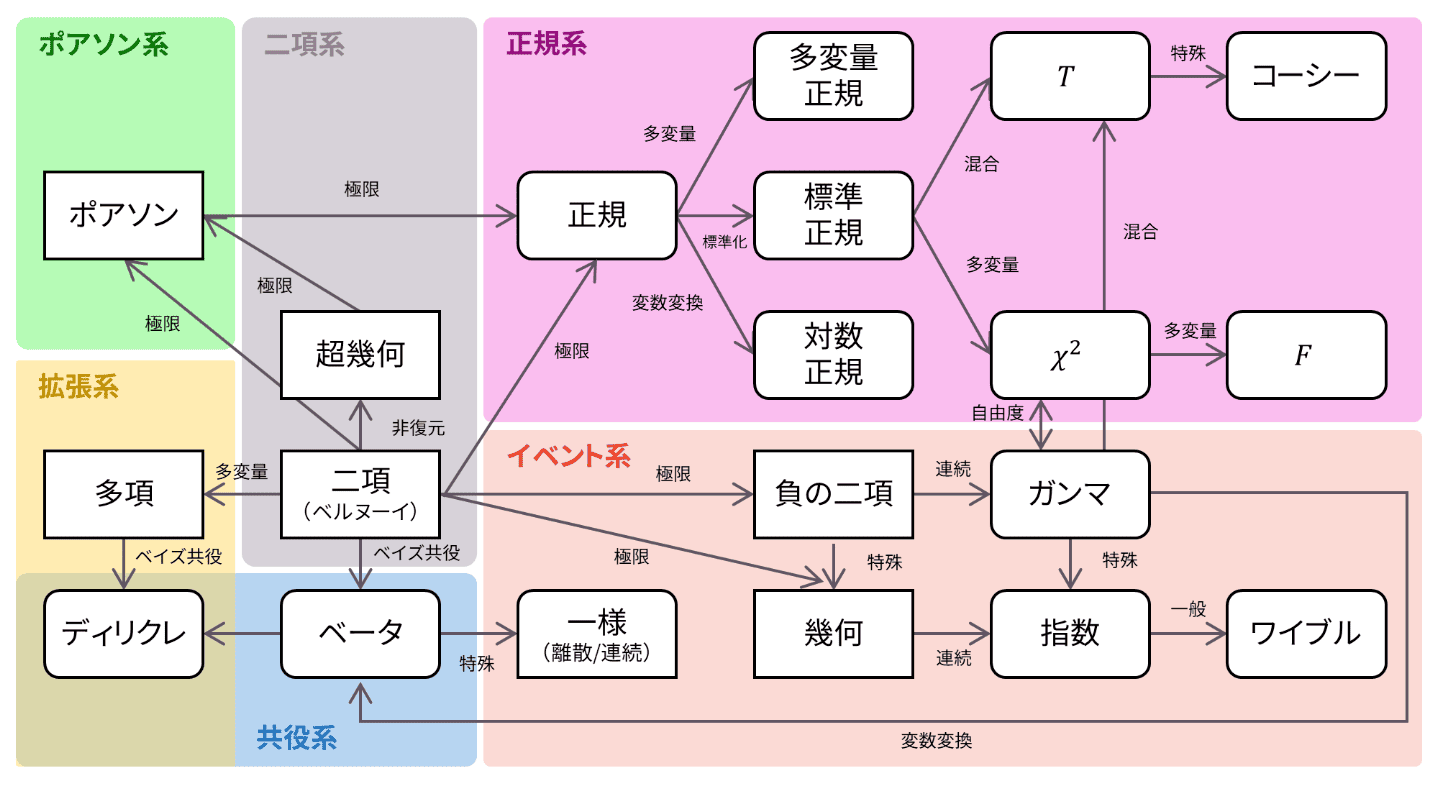 ポアソン系
二項系
正規系
多変量
正規
T
特殊
コーシー
多変量
混合
ポアソン
極限
正規
標準化
標準
正規
混合
多変量
極限
極限
変数変換
超幾何
極限
対数
正規
χ²
多変量
F
拡張系
非復元
自由度
イベント系
多項
多変量
二項
（ベルヌーイ）
極限
負の二項
連続
ガンマ
ベイズ共役
ベイズ共役
極限
特殊
特殊
ディリクレ
ベータ
特殊
一様
（離散/連続）
幾何
連続
指数
一般
ワイブル
共役系
変数変換